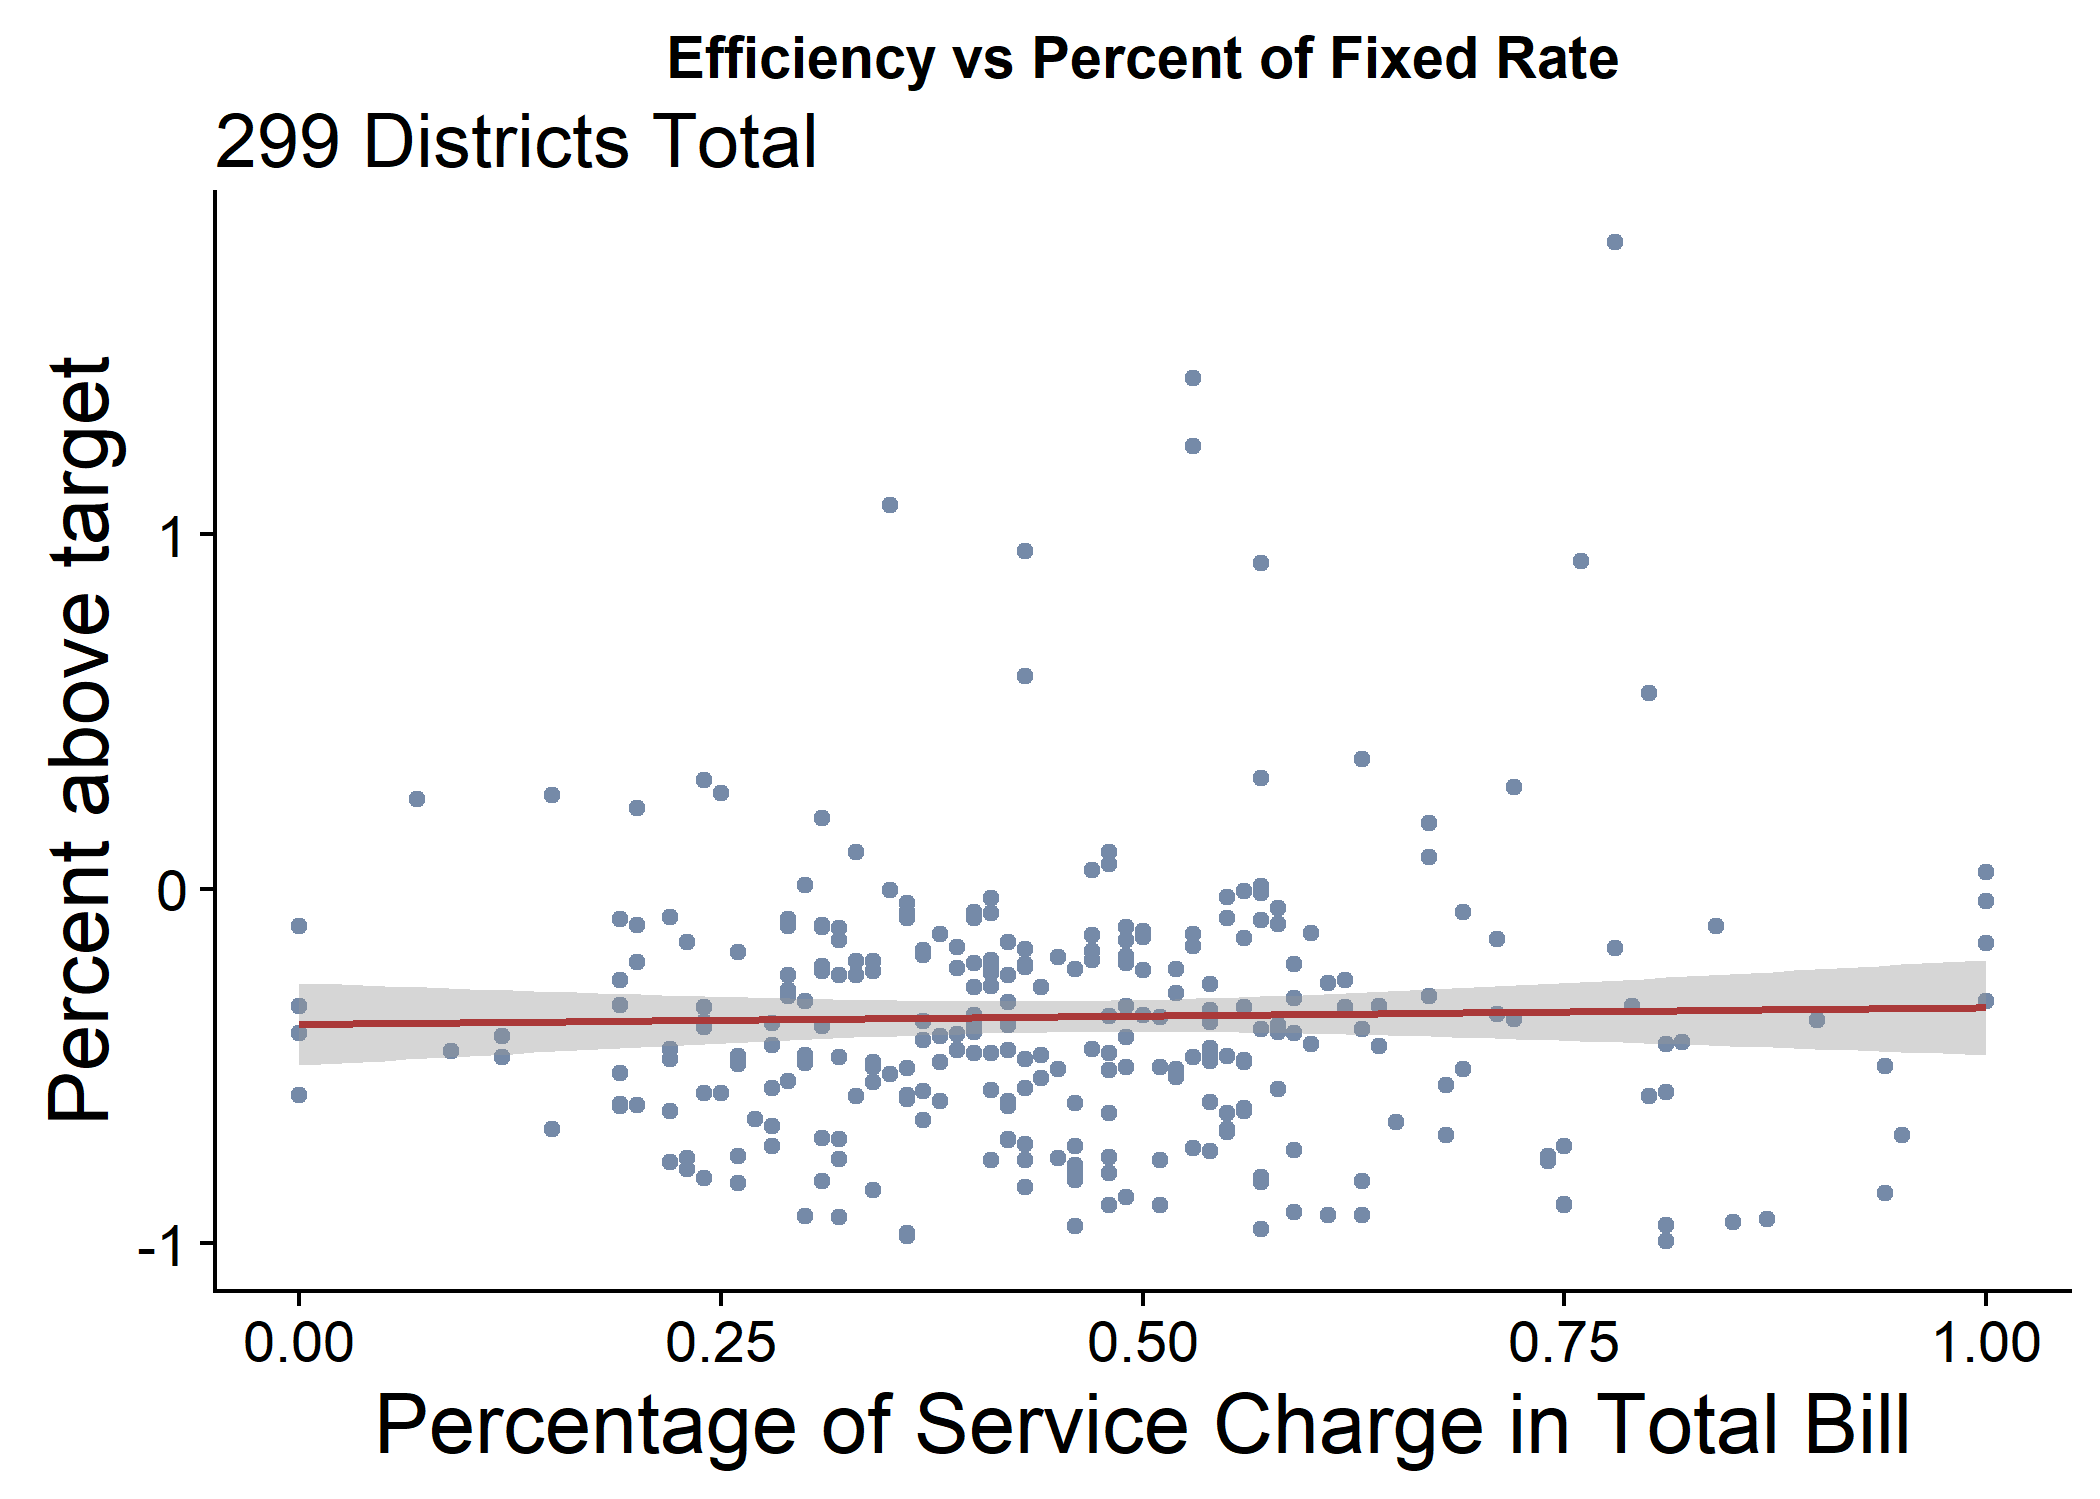 Efficiency vs Percent of Fixed Rate
299 Districts Total
Percent above target
1
0
-1
0.00 0.25 0.50 0.75 1.00
Percentage of Service Charge in Total Bill